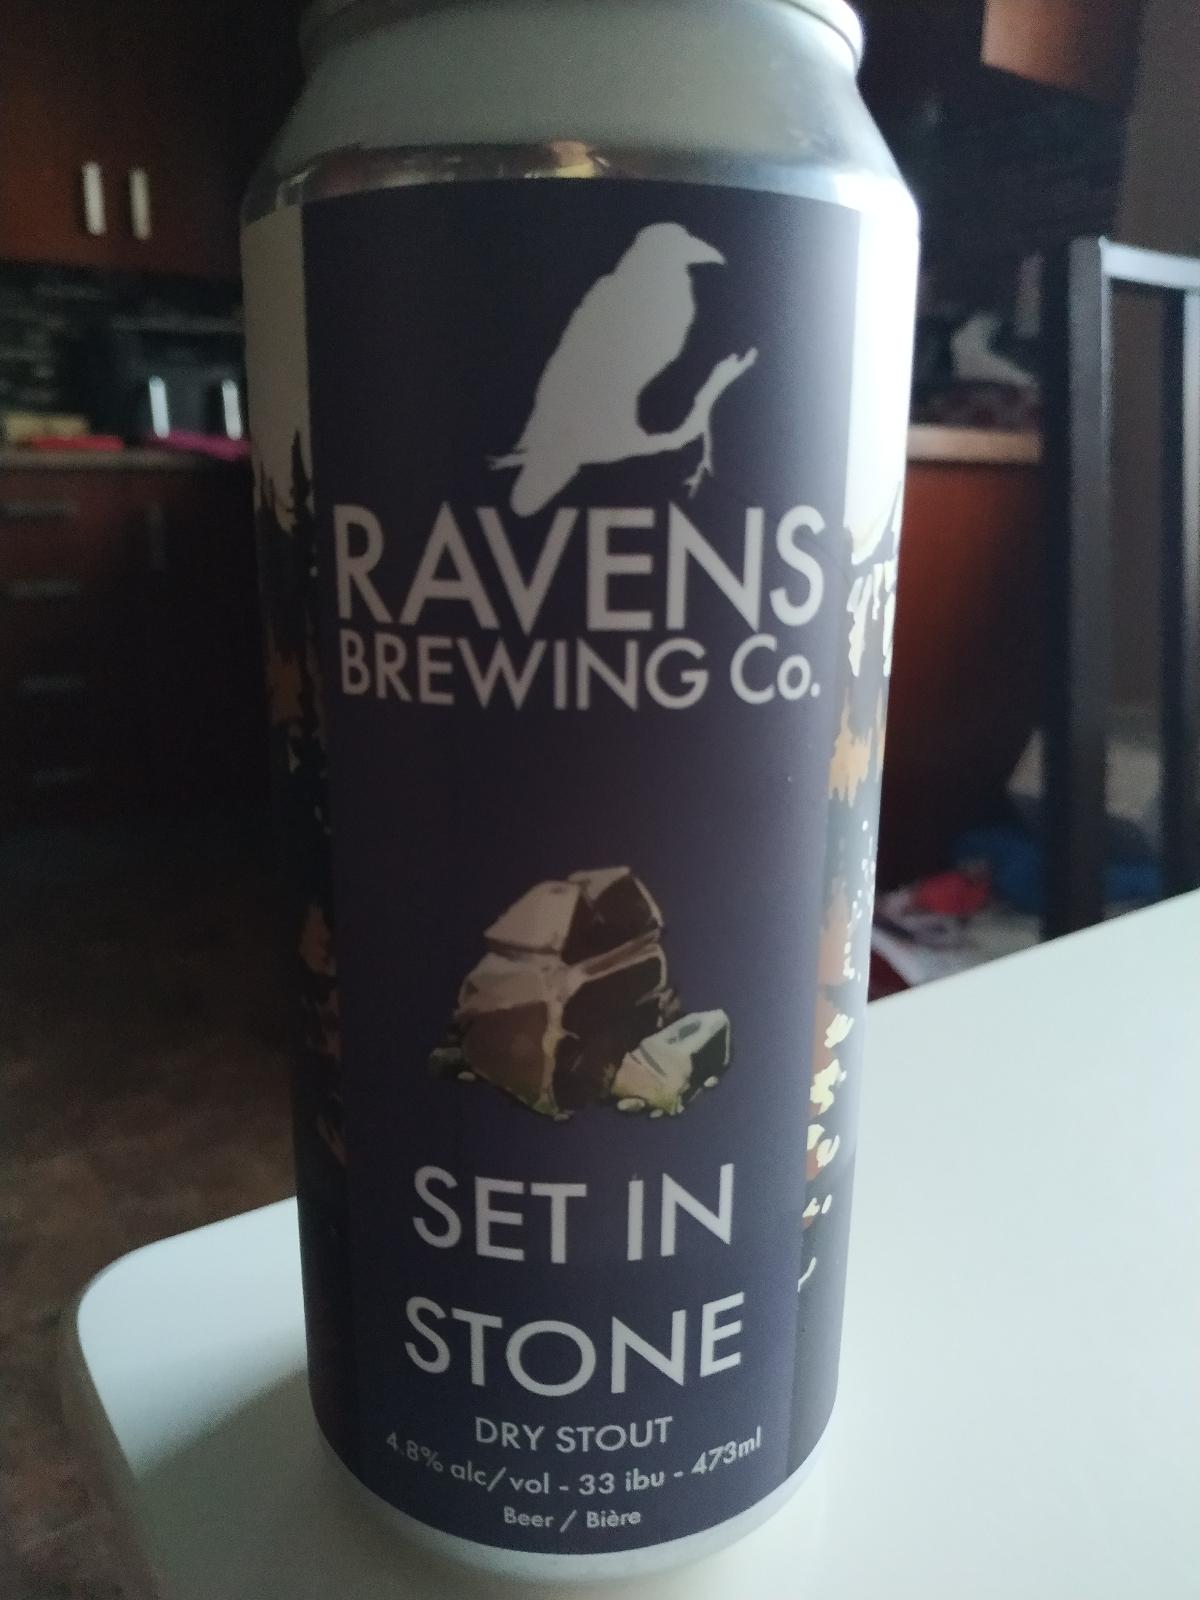 RAVENS
BREWING Co.
SET IN
STONE
DRY STOUT
4.8% alc/vol - 33 ibu - 473ml
Beer / Bière